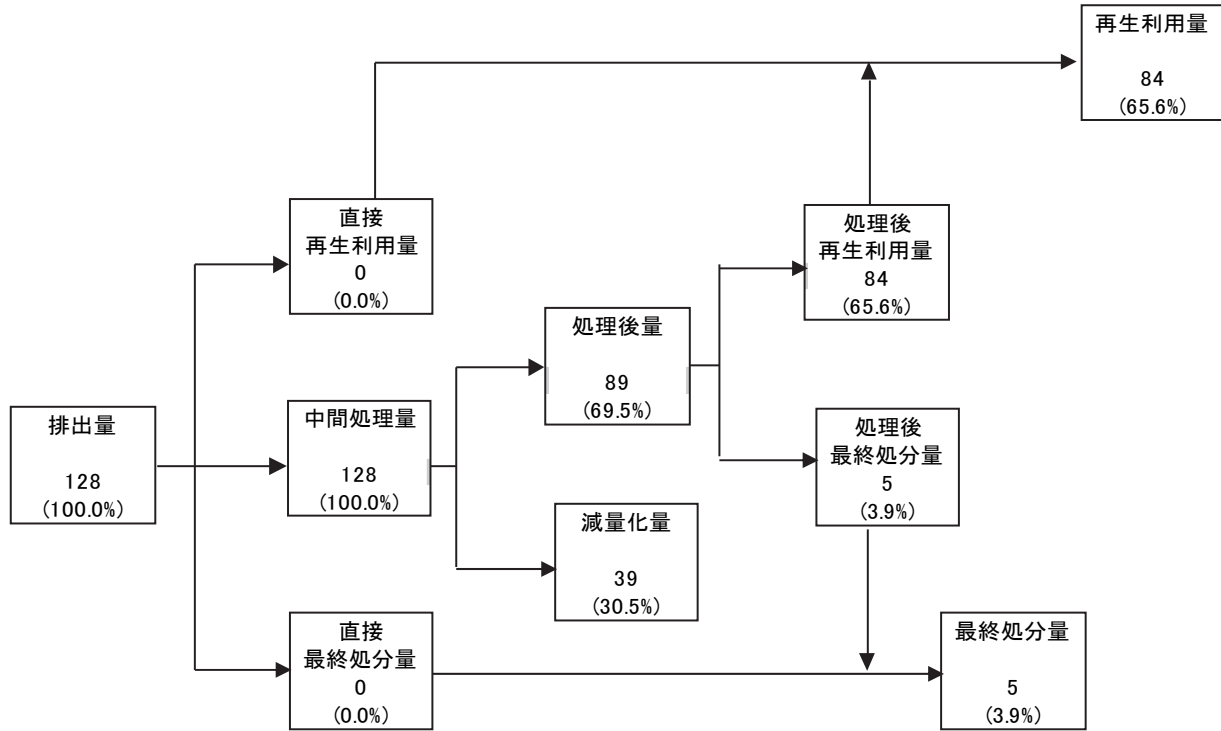 再生利用量
84
(65.6%)
直接
再生利用量
0
(0.0%)
処理後
再生利用量
84
(65.6%)
処理後量
89
(69.5%)
排出量
128
(100.0%)
中間処理量
128
(100.0%)
処理後
最終処分量
5
(3.9%)
減量化量
39
(30.5%)
直接
最終処分量
0
(0.0%)
最終処分量
5
(3.9%)